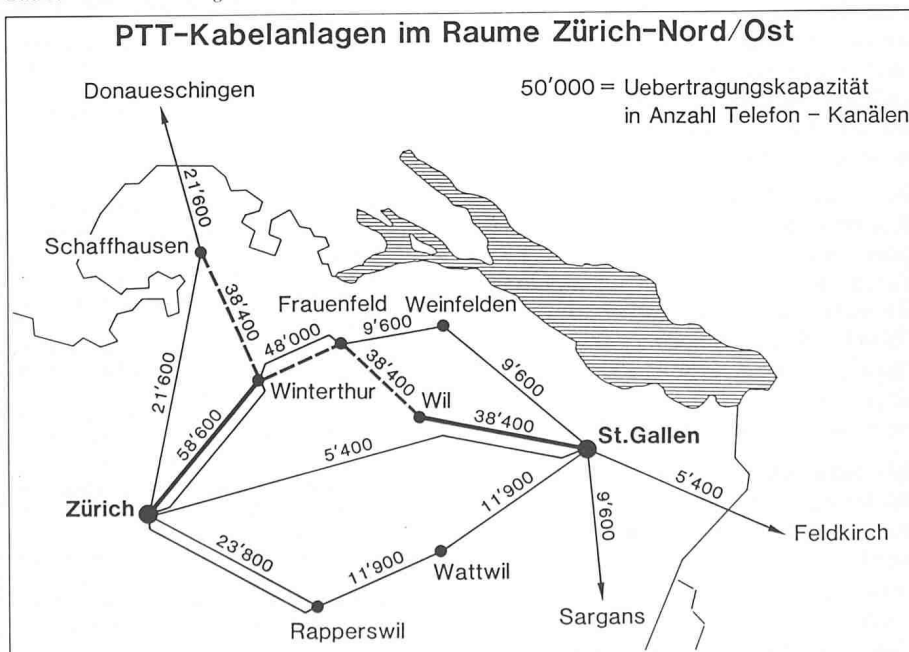 PTT-Kabelanlagen im Raume Zürich-Nord/Ost
Donaueschingen
50'000 = Uebertragungskapazität
in Anzahl Telefon - Kanälen
21'600
Schaffhausen
38'400
Frauenfeld
Weinfelden
48'000
9'600
21'600
38'400
9'600
Winterthur
Wil
58'600
38'400
St.Gallen
5'400
Zürich
11'900
9'600
5'400
Feldkirch
23'800
11'900
Wattwil
Sargans
Rapperswil